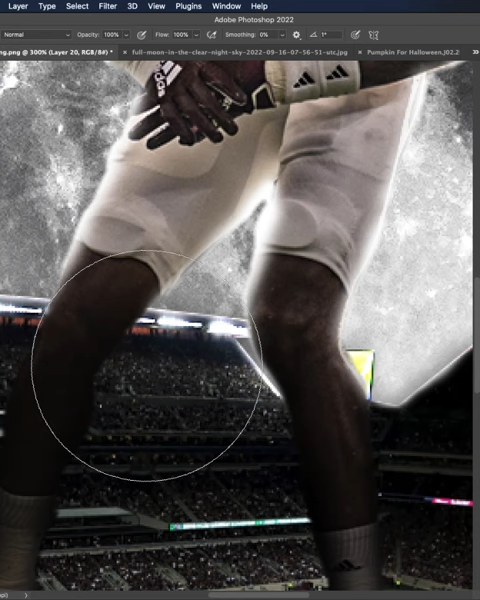 Layer Type Select Filter 3D View Plugins Window Help
Adobe Photoshop 2022
Normal Opacity: 100% Flow: 100% Smoothing: 0% 1°
ng.png @ 300% (Layer 20, RGB/8#) * × full-moon-in-the-clear-night-sky-2022-09-16-07-56-51-utc.jpg × Pumpkin For Halloween.J02.2
adidas